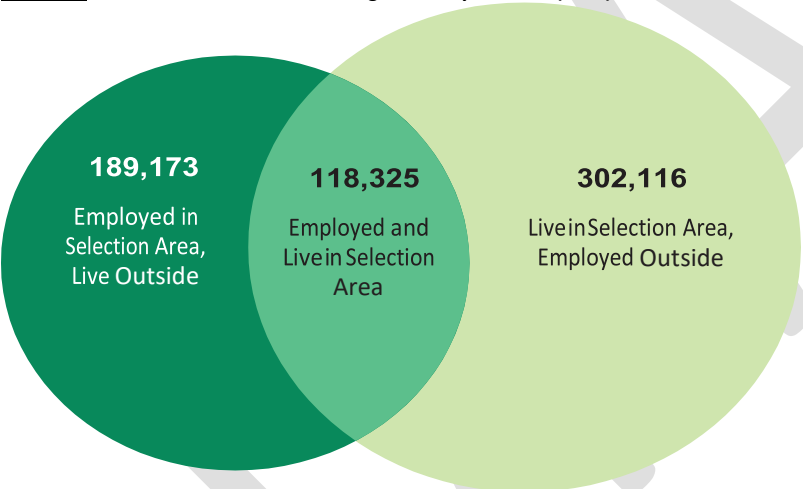 189,173
Employed in
Selection Area,
Live Outside
118,325
Employed and
Live in Selection
Area
302,116
Live in Selection Area,
Employed Outside